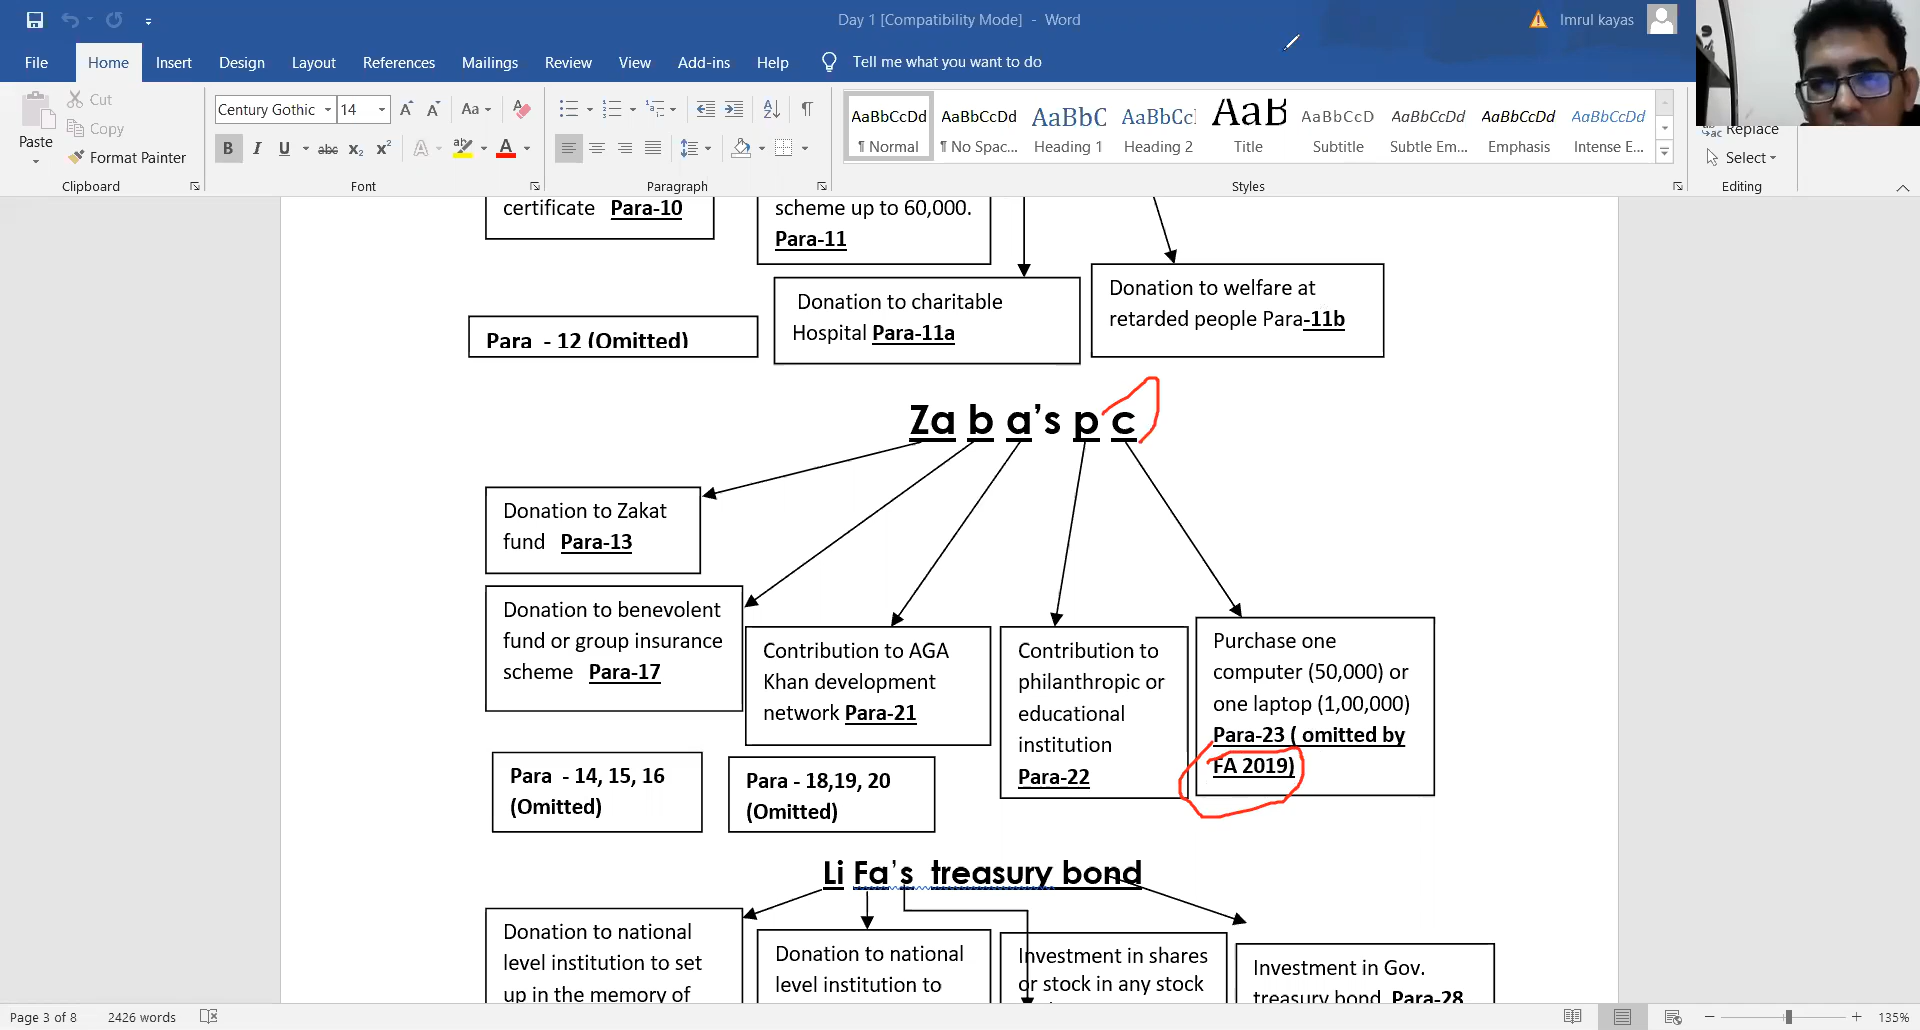 Day 1 [Compatibility Mode] - Word
Imrul kayas
File Home Insert Design Layout References Mailings Review View Add-ins Help Tell me what you want to do
Paste
Cut
Copy
Format Painter
Clipboard
Century Gothic 14
Font
Paragraph
AaBbCcDd AaBbCcDd AaBbC AaBbCcI AaB AaBbCcD AaBbCcDd AaBbCcDd AaBbCcDd
¶ Normal ¶ No Spac... Heading 1 Heading 2 Title Subtitle Subtle Em... Emphasis Intense E...
Styles
Replace
Select
Editing
certificate Para-10
scheme up to 60,000.
Para-11
Para - 12 (Omitted)
Donation to charitable
Hospital Para-11a
Donation to welfare at
retarded people Para-11b
Za b a’s p c
Donation to Zakat
fund Para-13
Donation to benevolent
fund or group insurance
scheme Para-17
Contribution to AGA
Khan development
network Para-21
Contribution to
philanthropic or
educational
institution
Para-22
Purchase one
computer (50,000) or
one laptop (1,00,000)
Para-23 ( omitted by
FA 2019)
Para - 14, 15, 16
(Omitted)
Para - 18,19, 20
(Omitted)
Li Fa’s treasury bond
Donation to national
level institution to set
up in the memory of
Donation to national
level institution to
Investment in shares
or stock in any stock
Investment in Gov.
treasury bond Para-28
Page 3 of 8 2426 words
135%